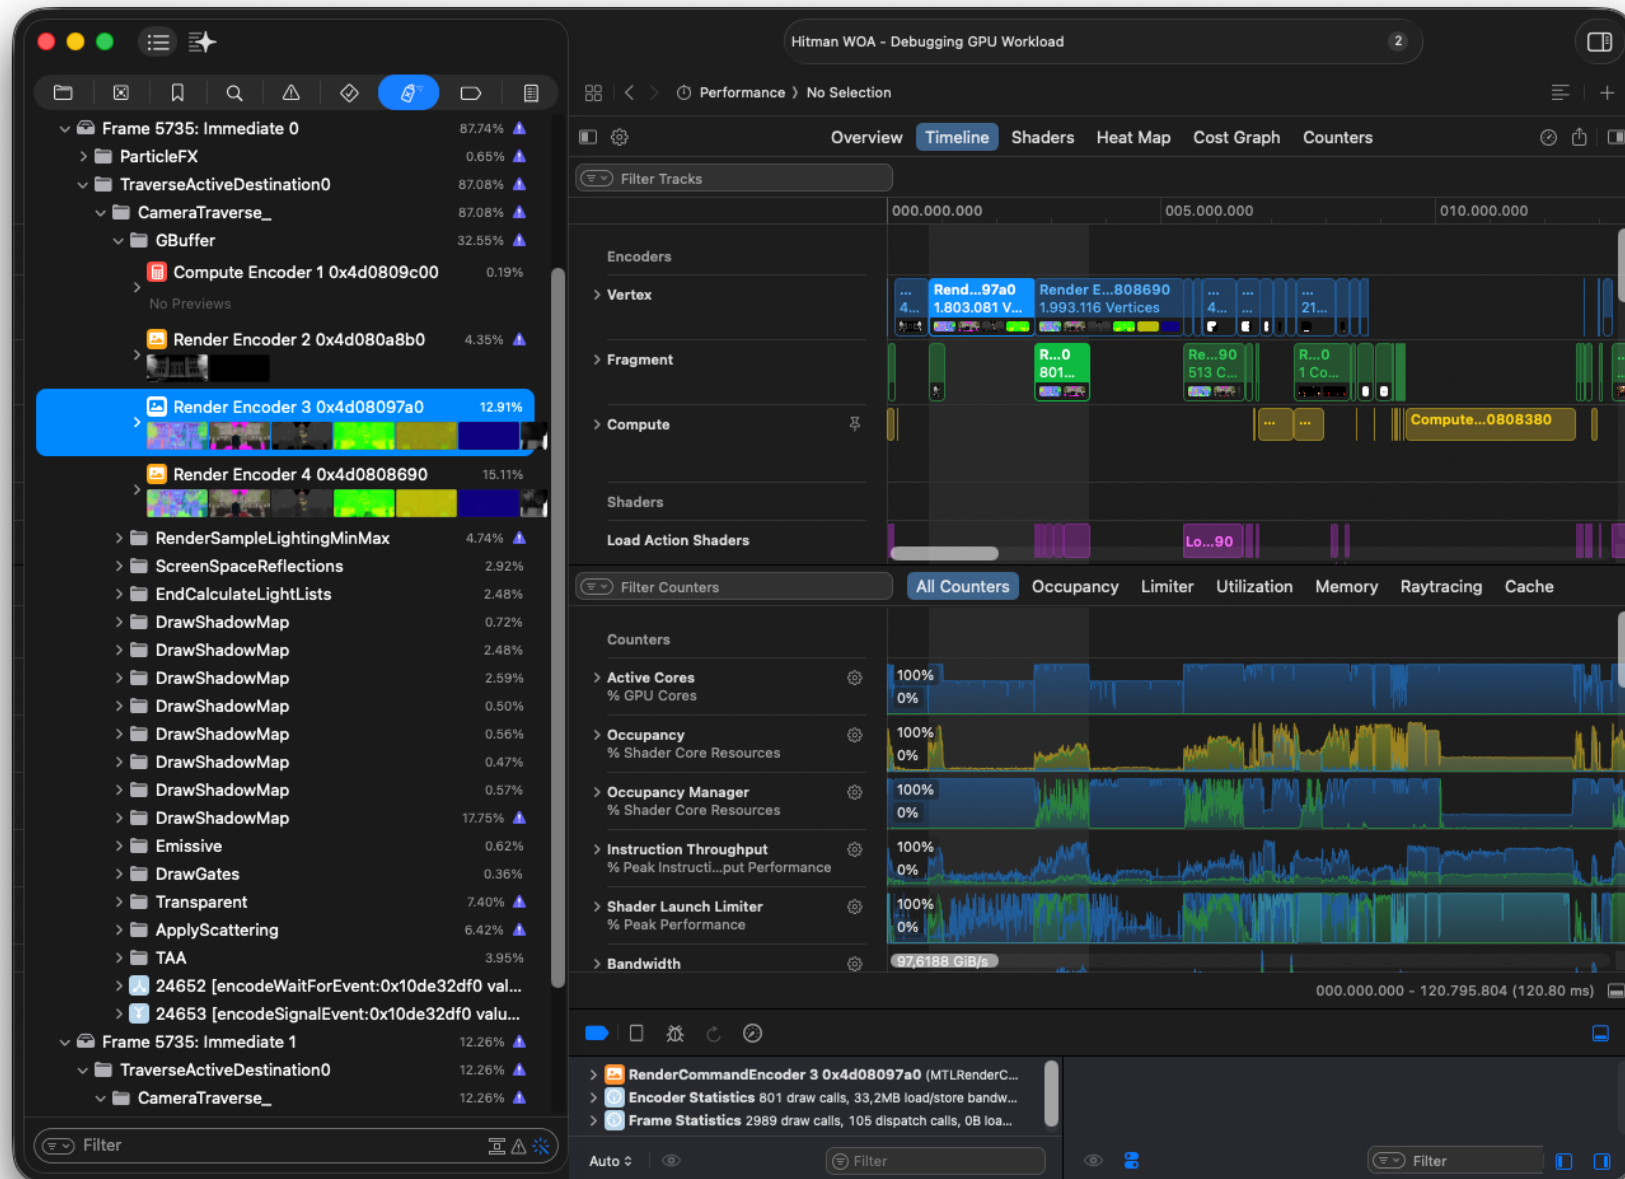 Hitman WOA - Debugging GPU Workload
2
Performance
No Selection
Frame 5735: Immediate 0
87.74%
ParticleFX
0.65%
TraverseActiveDestination0
87.08%
CameraTraverse_
87.08%
GBuffer
32.55%
Compute Encoder 1 0x4d0809c00
0.19%
No Previews
Render Encoder 2 0x4d080a8b0
4.35%
Render Encoder 3 0x4d08097a0
12.91%
Render Encoder 4 0x4d0808690
15.11%
RenderSampleLightingMinMax
4.74%
ScreenSpaceReflections
2.92%
EndCalculateLightLists
2.48%
DrawShadowMap
0.72%
DrawShadowMap
2.48%
DrawShadowMap
2.59%
DrawShadowMap
0.50%
DrawShadowMap
0.56%
DrawShadowMap
0.47%
DrawShadowMap
0.57%
DrawShadowMap
17.75%
Emissive
0.62%
DrawGates
0.36%
Transparent
7.40%
ApplyScattering
6.42%
TAA
3.95%
24652 [encodeWaitForEvent:0x10de32df0 val...
24653 [encodeSignalEvent:0x10de32df0 valu...
Frame 5735: Immediate 1
12.26%
TraverseActiveDestination0
12.26%
CameraTraverse_
12.26%
Filter
Overview Timeline Shaders Heat Map Cost Graph Counters
Filter Tracks
000.000.000
005.000.000
010.000.000
Encoders
Vertex
...
4...
Rend...97a0
1.803.081 V...
Render E...808690
1.993.116 Vertices
...
4...
...
...
...
21...
Fragment
R...0
801...
Re...90
513 C...
R...0
1 Co...
Compute
...
...
Compute...0808380
Shaders
Load Action Shaders
Lo...90
Filter Counters
All Counters Occupancy Limiter Utilization Memory Raytracing Cache
Counters
Active Cores
% GPU Cores
100%
0%
Occupancy
% Shader Core Resources
100%
0%
Occupancy Manager
% Shader Core Resources
100%
0%
Instruction Throughput
% Peak Instructi...put Performance
100%
0%
Shader Launch Limiter
% Peak Performance
100%
0%
Bandwidth
97,6188 GiB/s
000.000.000 - 120.795.804 (120.80 ms)
RenderCommandEncoder 3 0x4d08097a0 (MTLRenderC...
Encoder Statistics 801 draw calls, 33,2MB load/store bandw...
Frame Statistics 2989 draw calls, 105 dispatch calls, 0B loa...
Auto
Filter
Filter